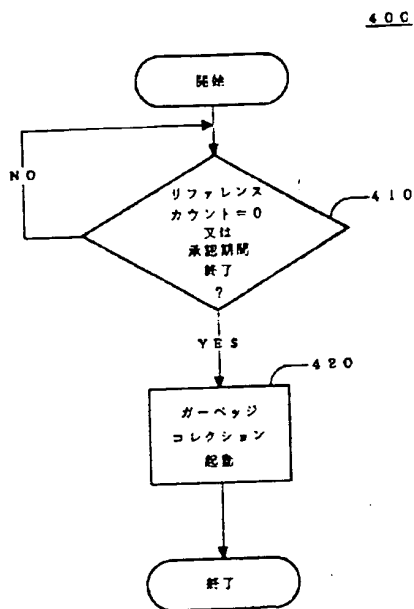 400
開始
NO
リファレンス
カウント=0
又は
承認期間
終了
?
410
YES
420
ガーベッジ
コレクション
起動
終了